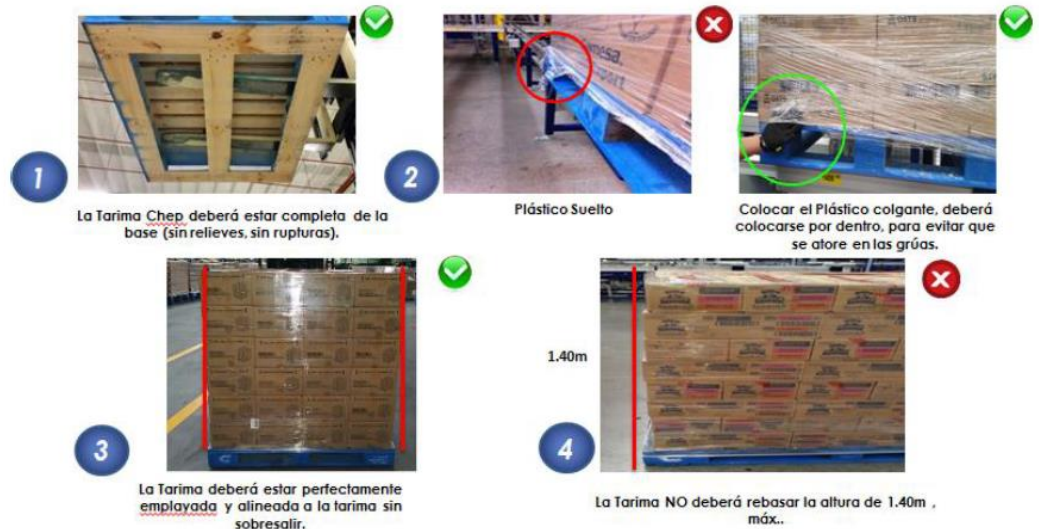 1
La Tarima Chep deberá estar completa de la
base (sin relieves, sin rupturas).
2
mesa.
Plástico Suelto
Colocar el Plástico colgante, deberá
colocarse por dentro, para evitar que
se atore en las grúas.
3
La Tarima deberá estar perfectamente
emplayada y alineada a la tarima sin
sobresalir.
1.40m
4
La Tarima NO deberá rebasar la altura de 1.40m ,
máx..